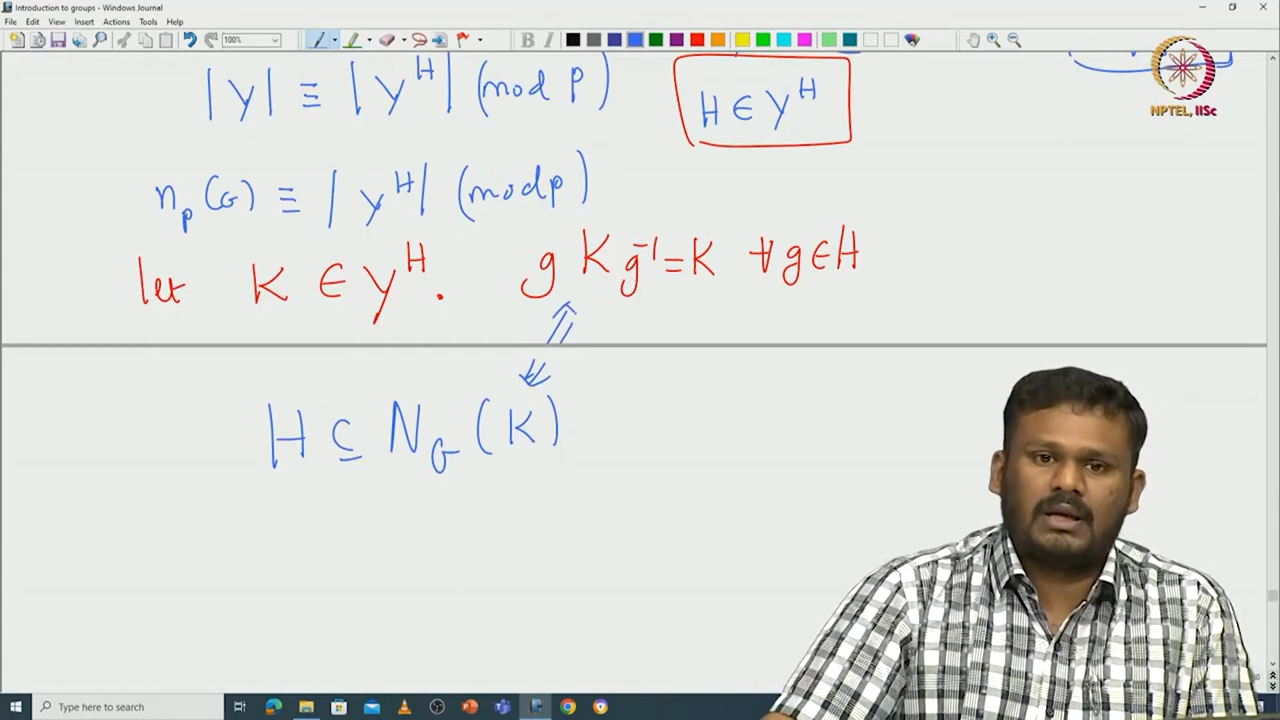 Introduction to groups - Windows Journal
File Edit View Insert Actions Tools Help
100%
B I
|Y| ≡ |Y^H| (mod p)
H ∈ Y^H
NPTEL, IISc
n_p(G) ≡ |Y^H| (mod p)
let K ∈ Y^H. g K g^-1 = K ∀ g ∈ H
⇕
H ⊆ N_G (K)
Type here to search